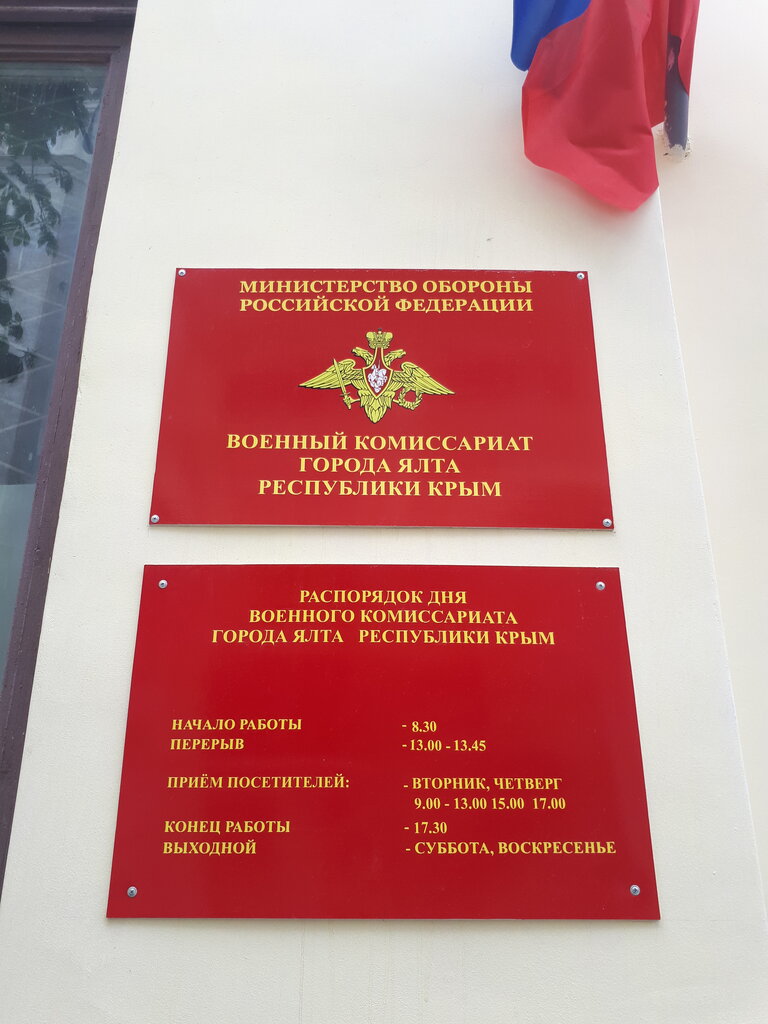 МИНИСТЕРСТВО ОБОРОНЫ
РОССИЙСКОЙ ФЕДЕРАЦИИ
ВОЕННЫЙ КОМИССАРИАТ
ГОРОДА ЯЛТА
РЕСПУБЛИКИ КРЫМ
РАСПОРЯДОК ДНЯ
ВОЕННОГО КОМИССАРИАТА
ГОРОДА ЯЛТА РЕСПУБЛИКИ КРЫМ
НАЧАЛО РАБОТЫ - 8.30
ПЕРЕРЫВ - 13.00 - 13.45
ПРИЁМ ПОСЕТИТЕЛЕЙ: - ВТОРНИК, ЧЕТВЕРГ
9.00 - 13.00 15.00 17.00
КОНЕЦ РАБОТЫ - 17.30
ВЫХОДНОЙ - СУББОТА, ВОСКРЕСЕНЬЕ